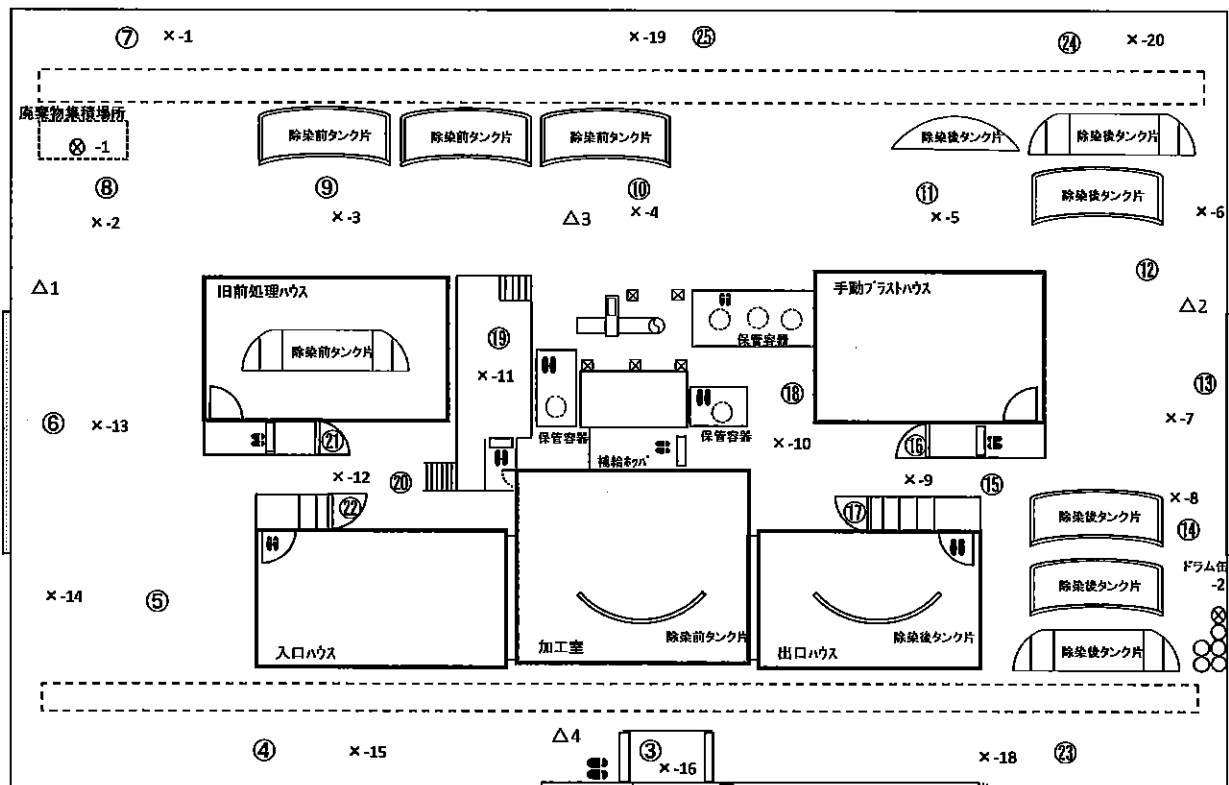 ⑦ ×-1 ×-19 ㉕ ㉔ ×-20
廃棄物集積場所
⊗ -1
除染前タンク片 除染前タンク片 除染前タンク片 除染後タンク片 除染後タンク片
⑧ ⑨ ⑩ ⑪ 除染後タンク片
×-2 ×-3 △3 ×-4 ×-5 ×-6
⑫
△1 旧前処理ハウス 手動ブラストハウス △2
⑲ 保管容器
除染前タンク片
×-11 ⑱ ⑬
⑥ ×-13 ×-7
㉑ 保管容器 保管容器 ×-10 ⑯
補給ホッパ
×-12 ⑳ ×-9 ⑮
㉒ ⑰ ×-8
除染後タンク片 ⑭
ドラム缶
-2
×-14 ⑤ 除染後タンク片
⊗
入口ハウス 加工室 除染前タンク片 出口ハウス 除染後タンク片 除染後タンク片
④ ×-15 △4 ③ ×-16 ×-18 ㉓